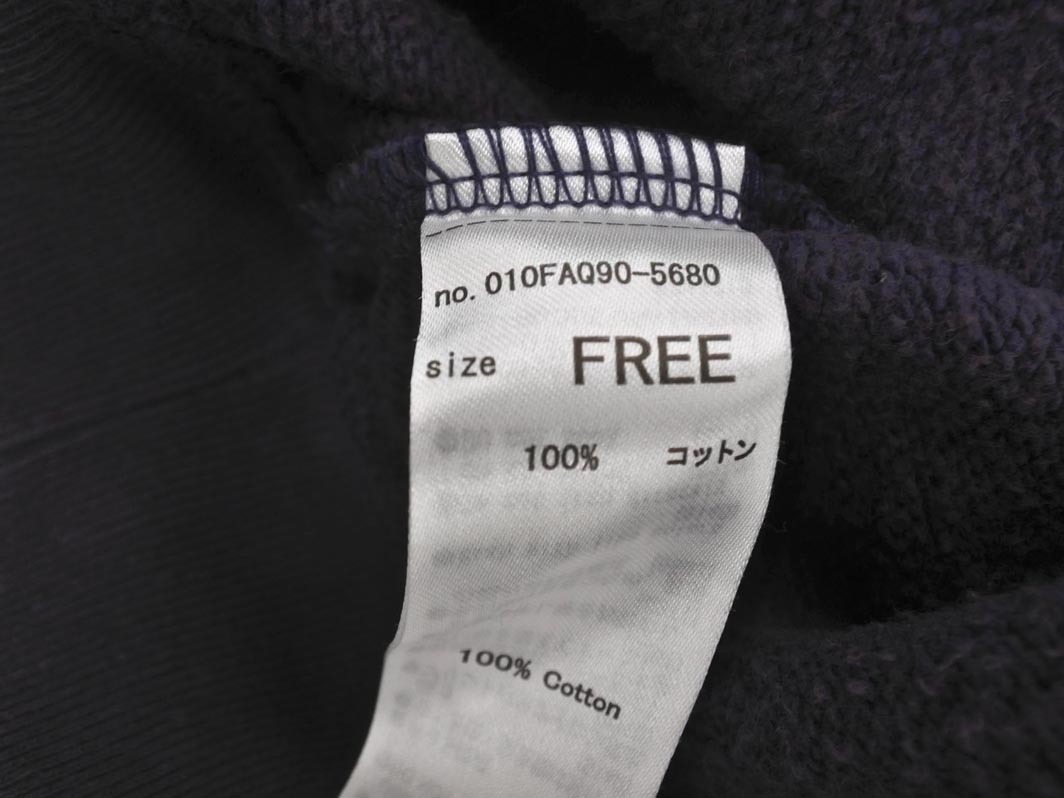 no. 010FAQ90-5680
size FREE
100% コットン
100% Cotton